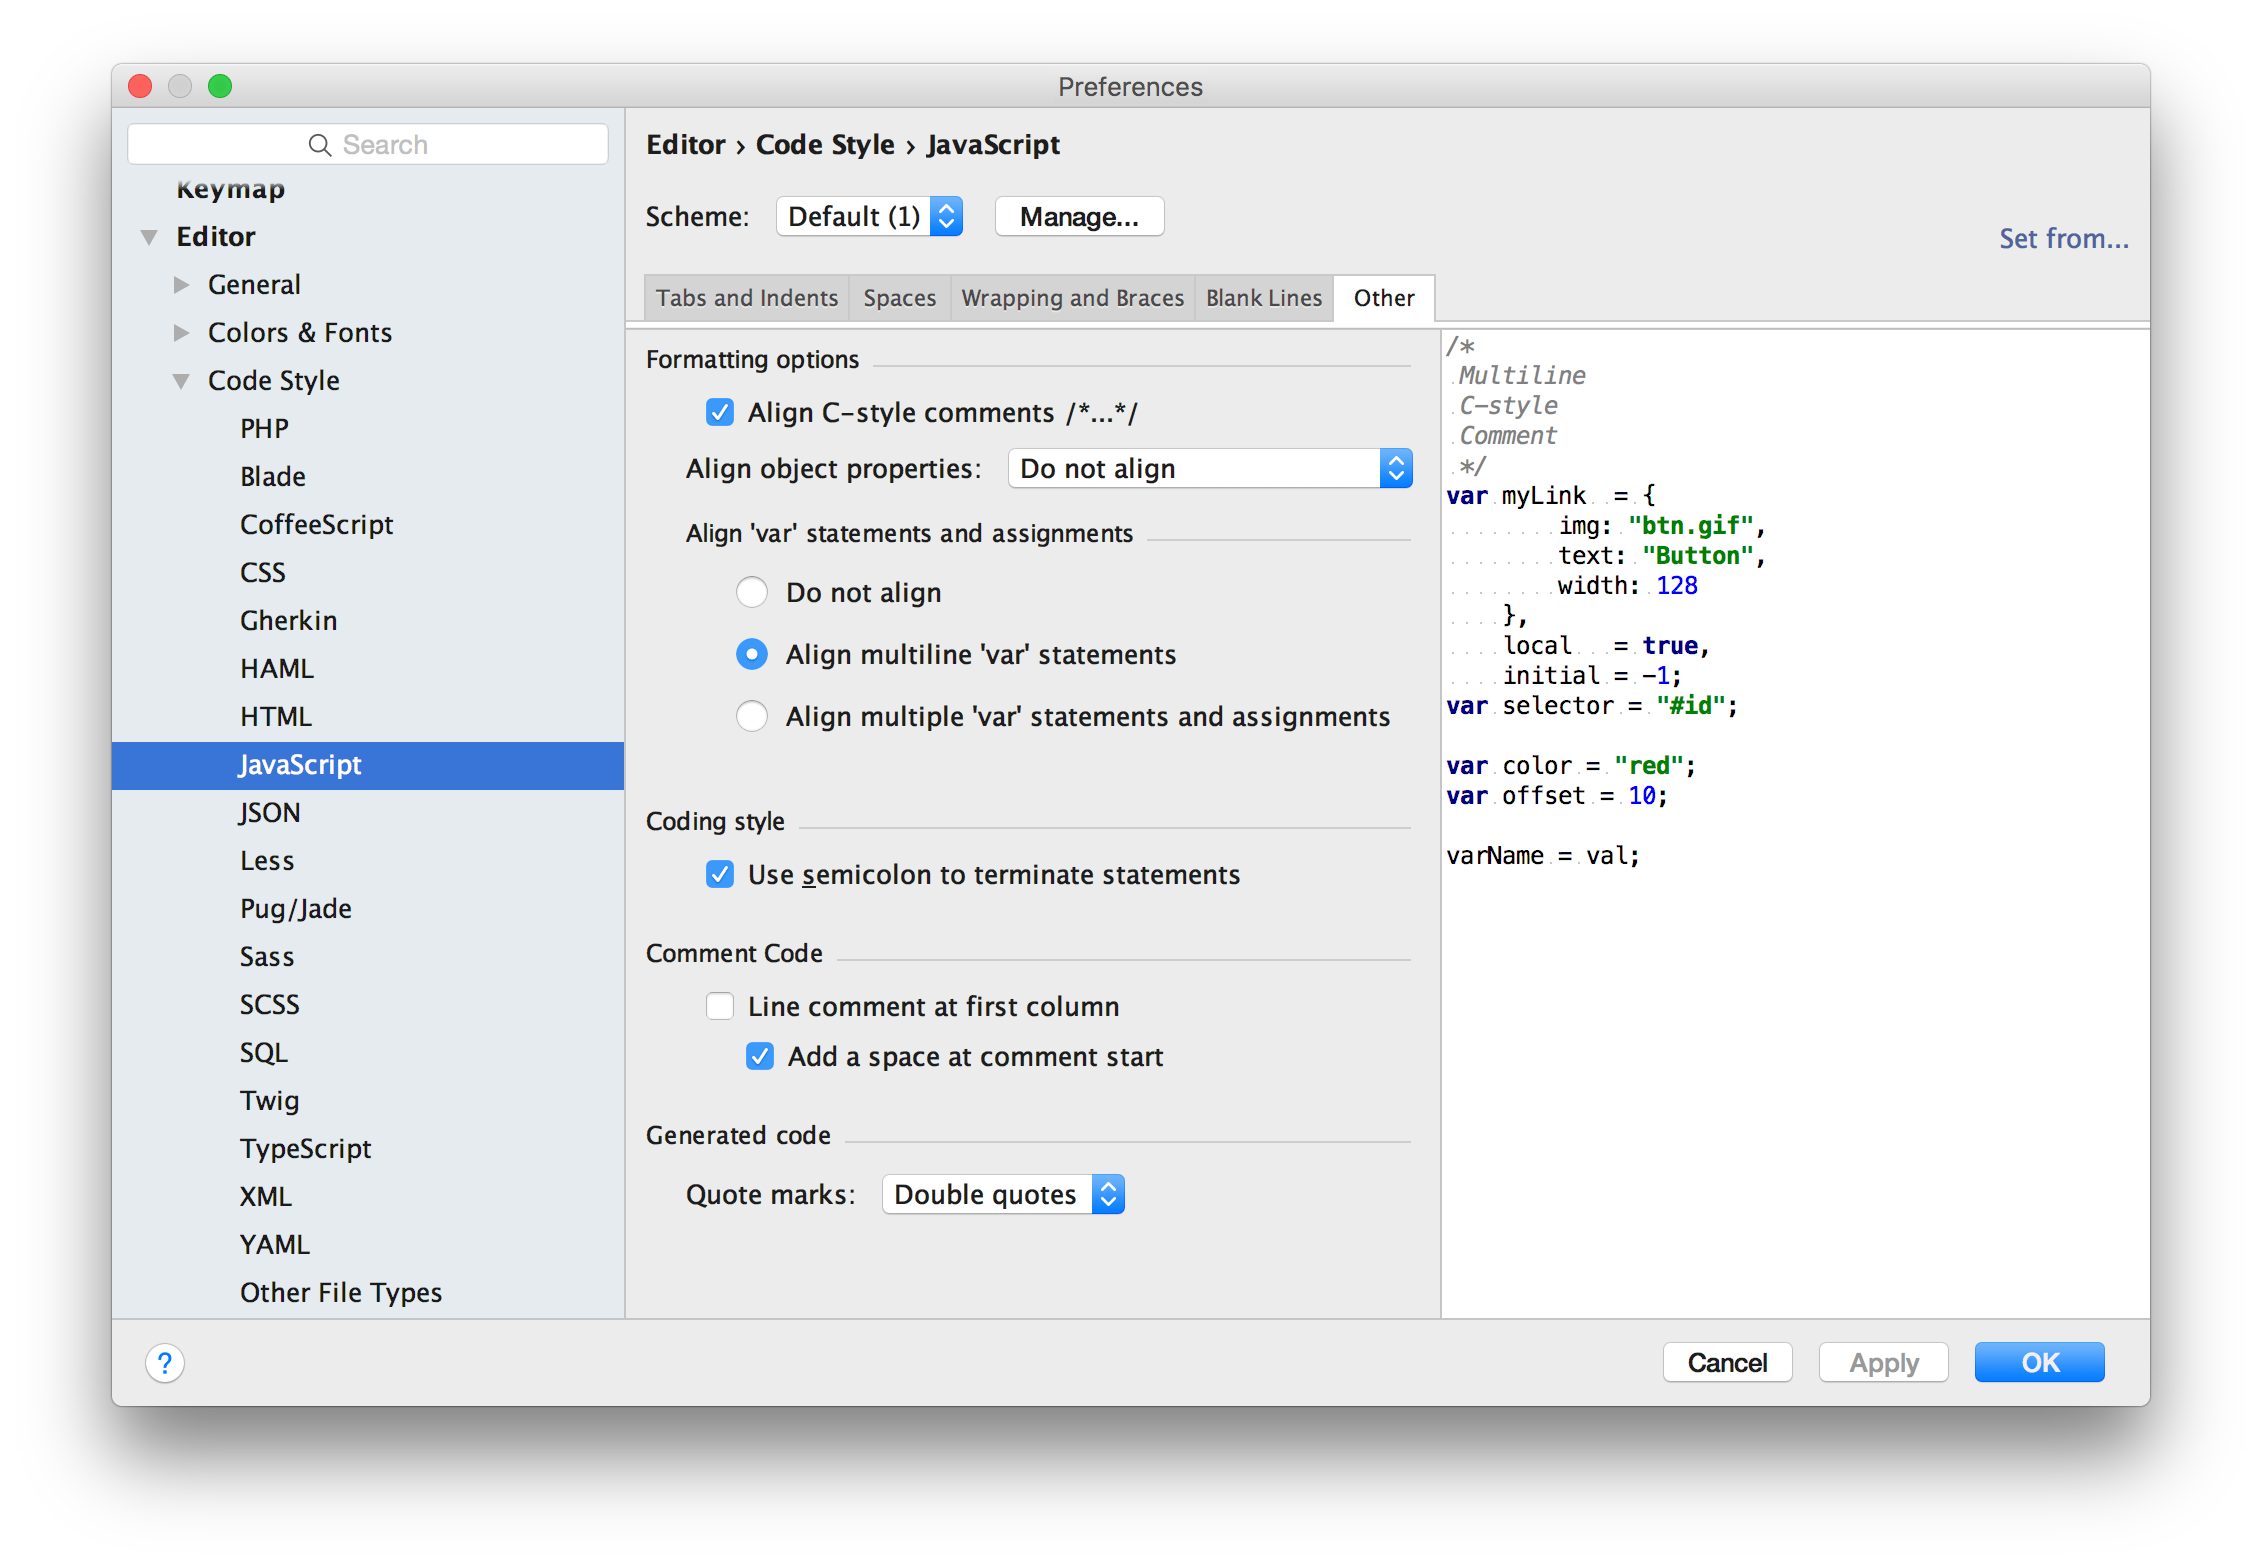 Preferences
Search
Keymap
Editor
General
Colors & Fonts
Code Style
PHP
Blade
CoffeeScript
CSS
Gherkin
HAML
HTML
JavaScript
JSON
Less
Pug/Jade
Sass
SCSS
SQL
Twig
TypeScript
XML
YAML
Other File Types
Editor › Code Style › JavaScript
Scheme: Default (1) Manage...
Set from...
Tabs and Indents Spaces Wrapping and Braces Blank Lines Other
Formatting options
Align C-style comments /*...*/
Align object properties: Do not align
Align 'var' statements and assignments
Do not align
Align multiline 'var' statements
Align multiple 'var' statements and assignments
Coding style
Use semicolon to terminate statements
Comment Code
Line comment at first column
Add a space at comment start
Generated code
Quote marks: Double quotes
/*
 Multiline
 C-style
 Comment
 */
var myLink  = {
        img: "btn.gif",
        text: "Button",
        width: 128
    },
    local   = true,
    initial = -1;
var selector = "#id";
var color = "red";
var offset = 10;
varName = val;
?
Cancel Apply OK